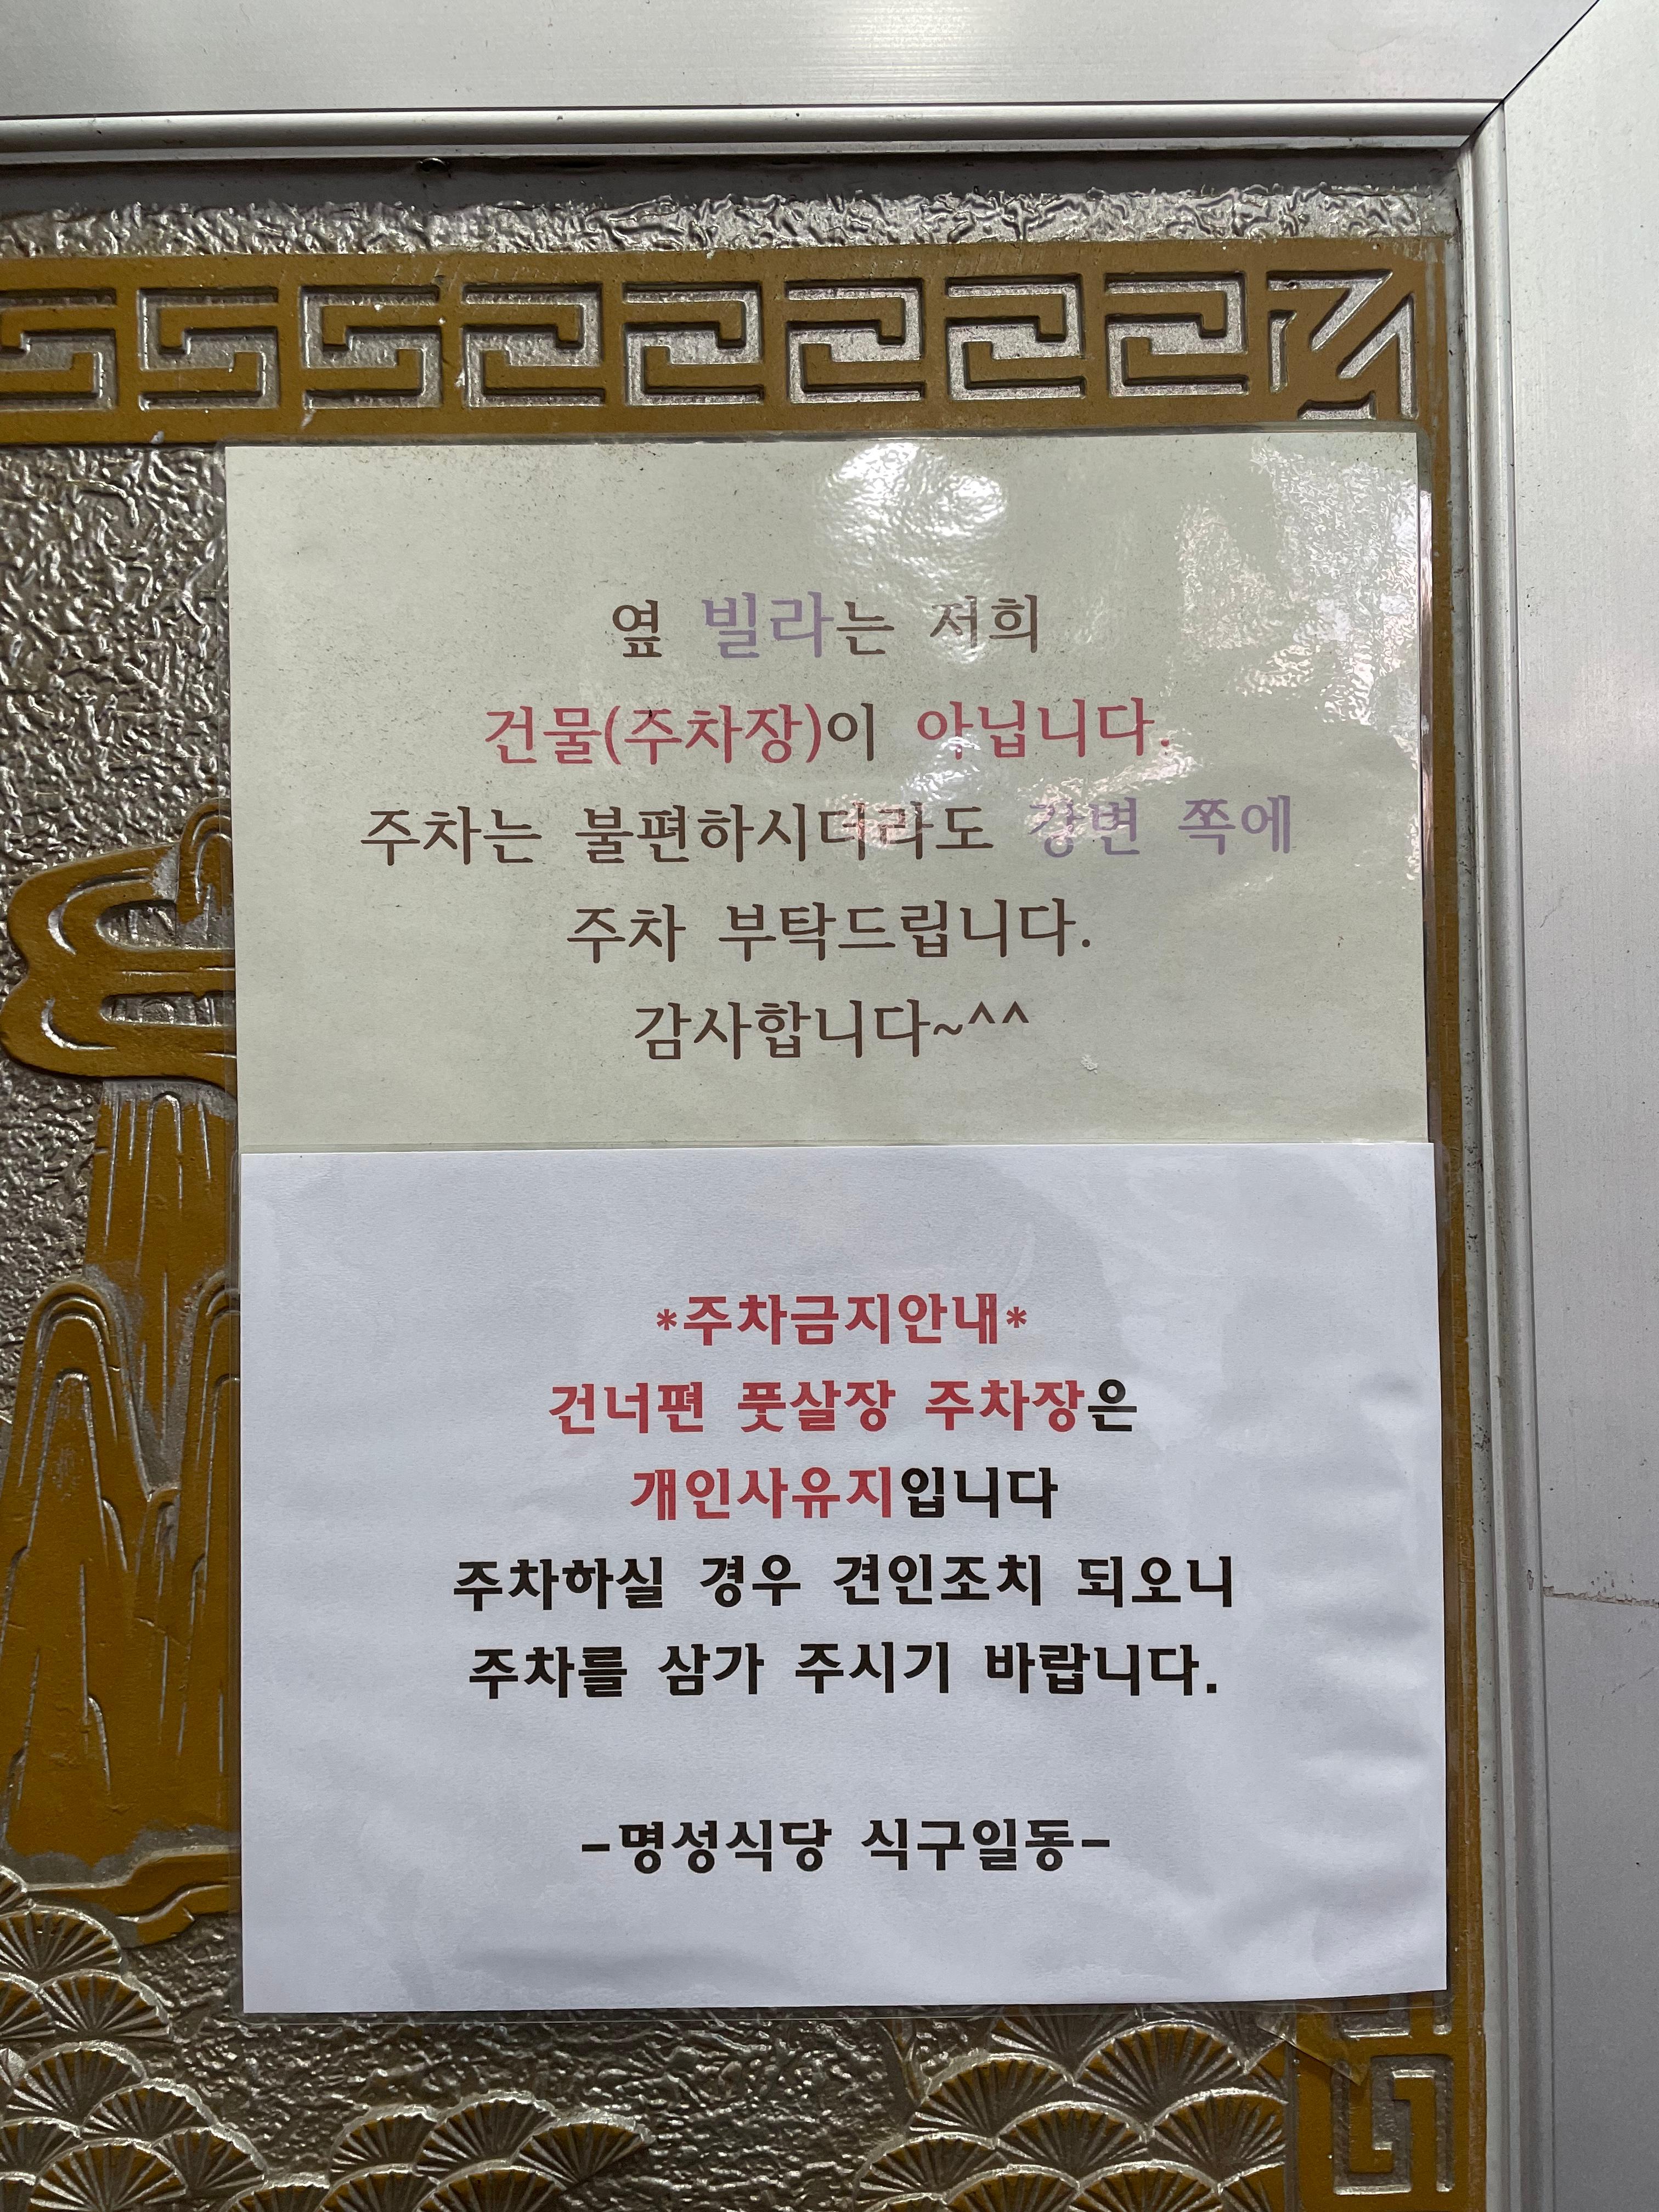 옆 빌라는 저희
건물(주차장)이 아닙니다.
주차는 불편하시더라도 강변 쪽에
주차 부탁드립니다.
감사합니다~^^
*주차금지안내*
건너편 풋살장 주차장은
개인사유지입니다
주차하실 경우 견인조치 되오니
주차를 삼가 주시기 바랍니다.
-명성식당 식구일동-